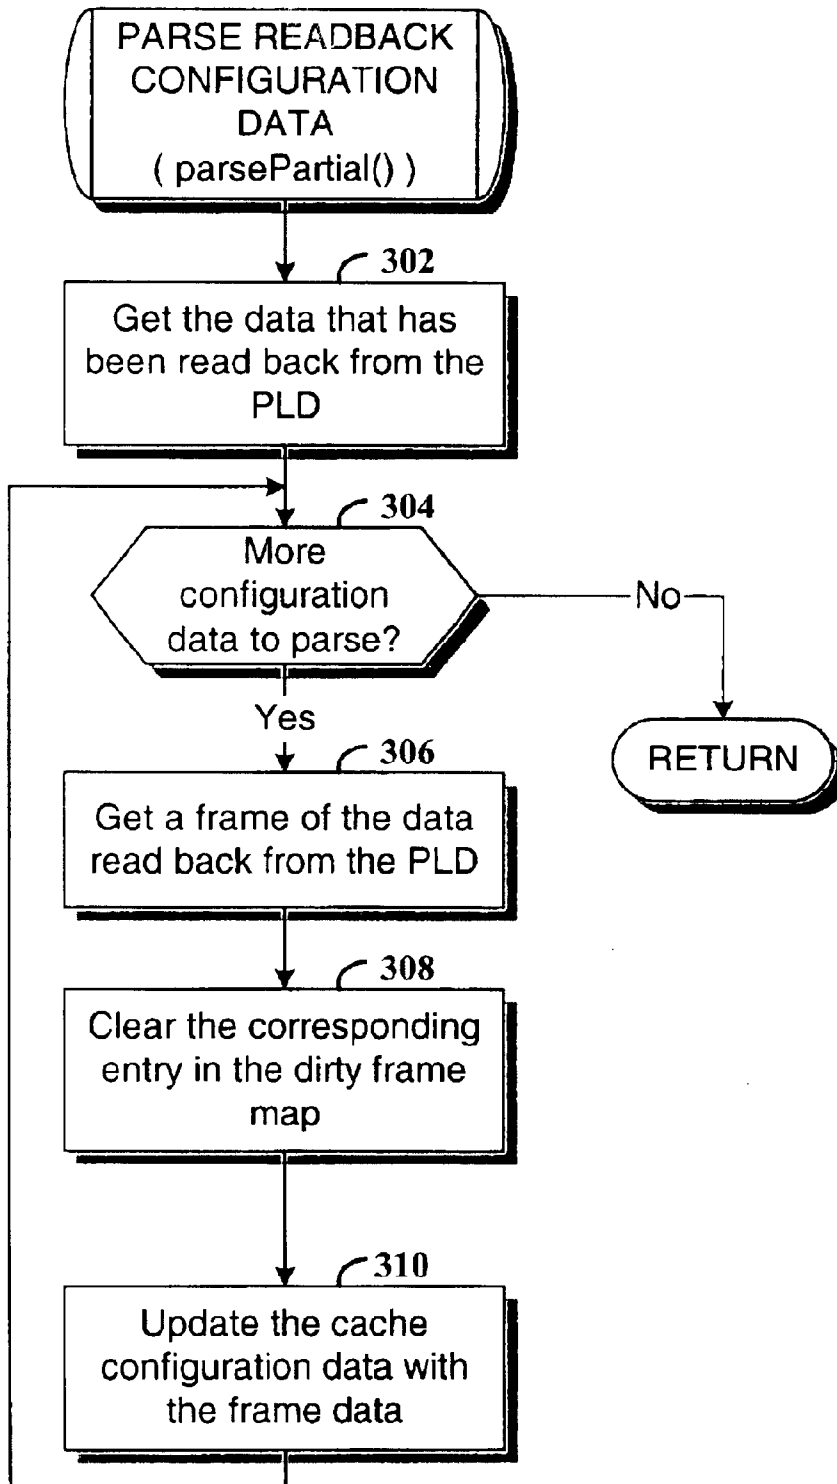 PARSE READBACK
CONFIGURATION
DATA
( parsePartial() )
302
Get the data that has
been read back from the
PLD
304
More
configuration
data to parse?
No
Yes
RETURN
306
Get a frame of the data
read back from the PLD
308
Clear the corresponding
entry in the dirty frame
map
310
Update the cache
configuration data with
the frame data